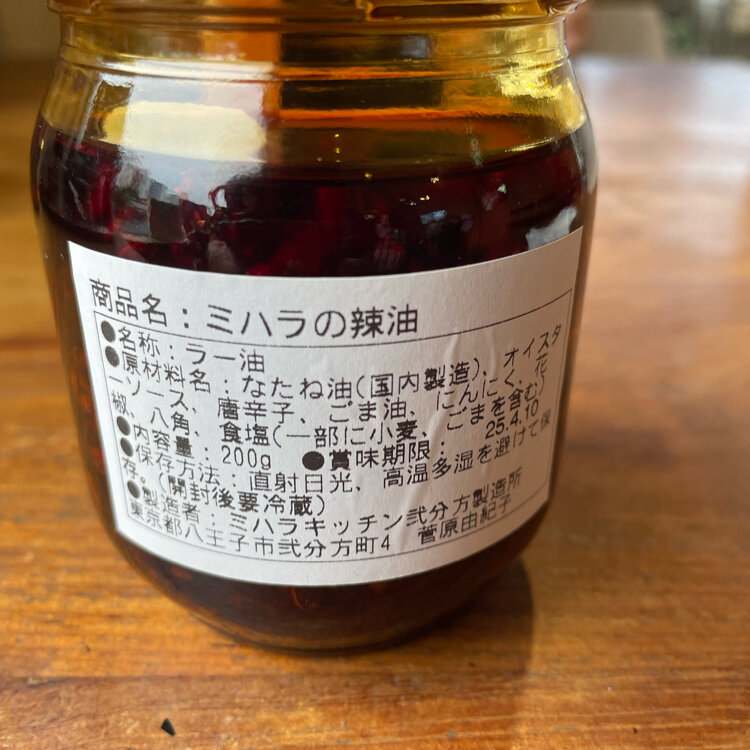 商品名：ミハラの辣油
●名称：ラー油
●原材料名：なたね油(国内製造)、オイスタ
ーソース、唐辛子、ごま油、にんにく、花
椒、八角、食塩(一部に小麦、ごまを含む)
●内容量：200g ●賞味期限：25.4.10
●保存方法：直射日光、高温多湿を避けて保
存。(開封後要冷蔵)
●製造者：ミハラキッチン弐分方製造所
東京都八王子市弐分方町4 菅原由紀子